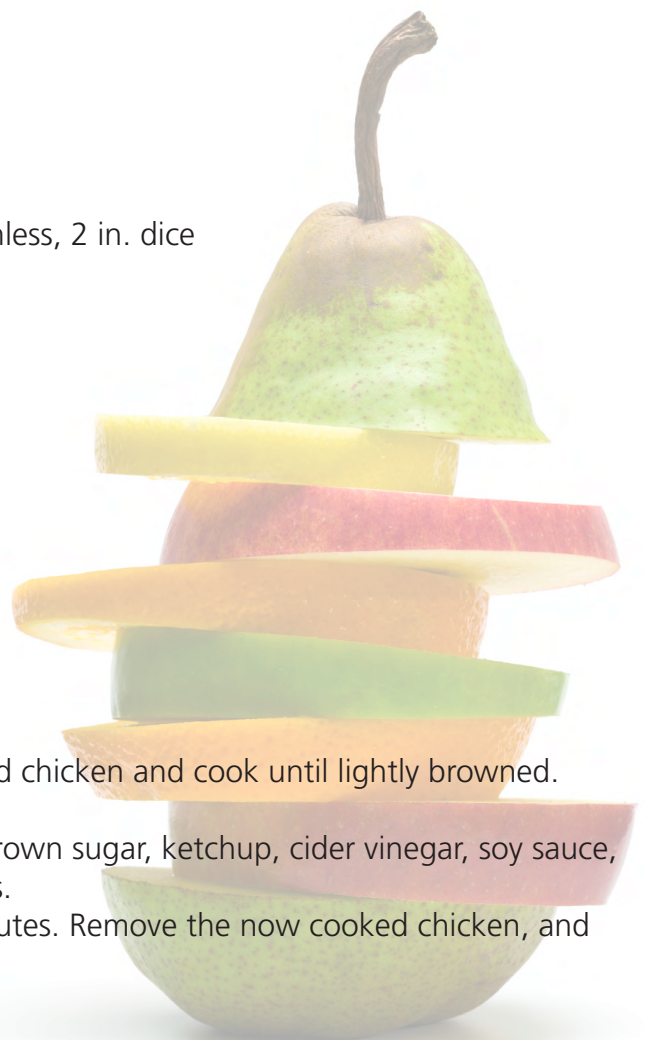 less, 2 in. dice
d chicken and cook until lightly browned.
rown sugar, ketchup, cider vinegar, soy sauce,
s.
utes. Remove the now cooked chicken, and